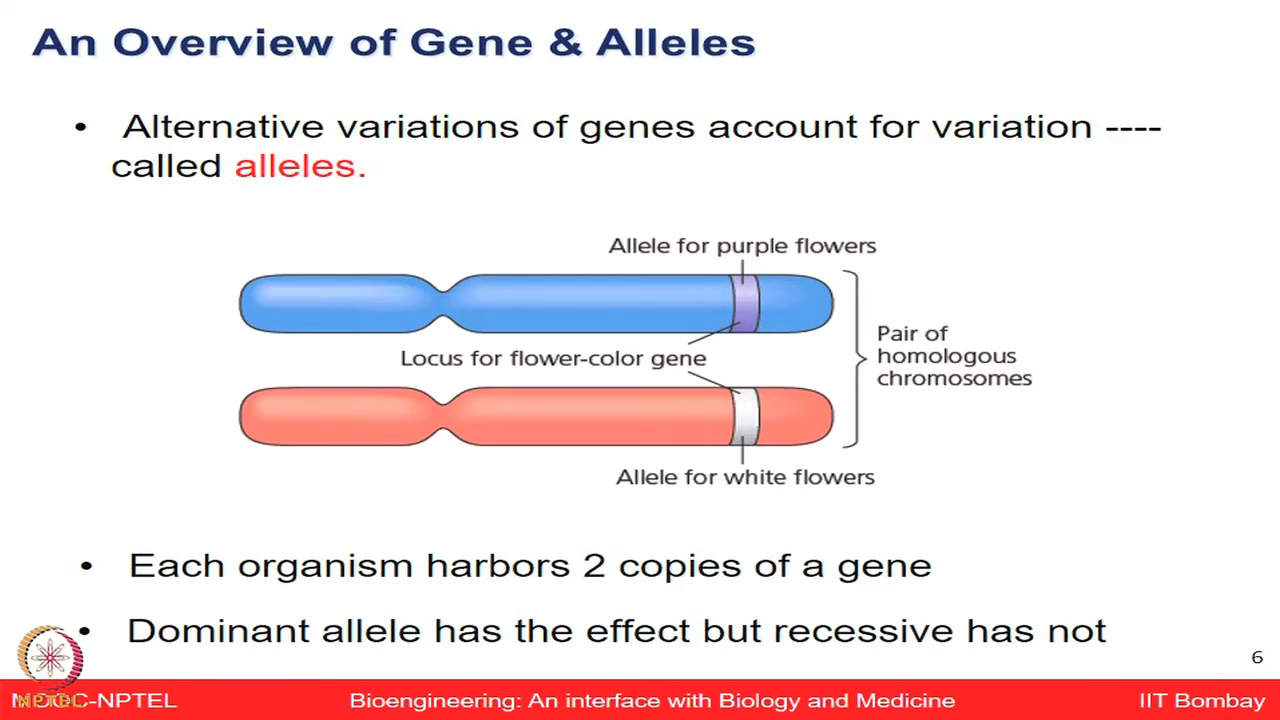 An Overview of Gene & Alleles
• Alternative variations of genes account for variation ----
called alleles.
Allele for purple flowers
Locus for flower-color gene
Pair of
homologous
chromosomes
Allele for white flowers
• Each organism harbors 2 copies of a gene
• Dominant allele has the effect but recessive has not
6
NPTEL
MOOC-NPTEL
Bioengineering: An interface with Biology and Medicine
IIT Bombay